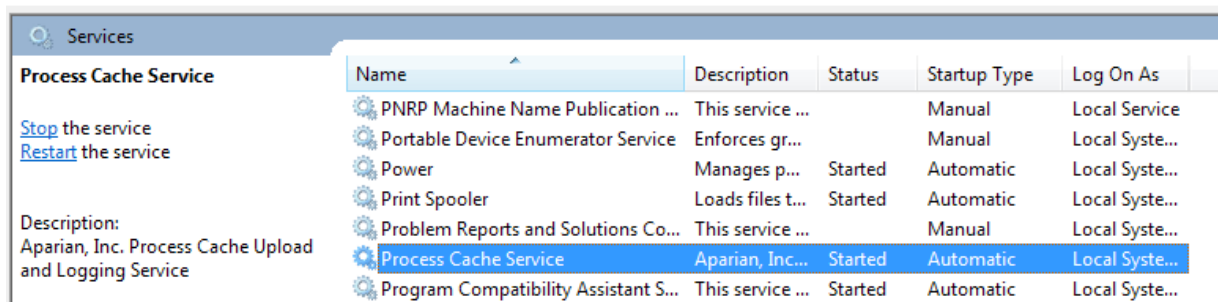 Services
Process Cache Service
Stop the service
Restart the service
Description:
Aparian, Inc. Process Cache Upload
and Logging Service
Name Description Status Startup Type Log On As
PNRP Machine Name Publication ... This service ... Manual Local Service
Portable Device Enumerator Service Enforces gr... Manual Local Syste...
Power Manages p... Started Automatic Local Syste...
Print Spooler Loads files t... Started Automatic Local Syste...
Problem Reports and Solutions Co... This service ... Manual Local Syste...
Process Cache Service Aparian, Inc... Started Automatic Local Syste...
Program Compatibility Assistant S... This service ... Started Automatic Local Syste...